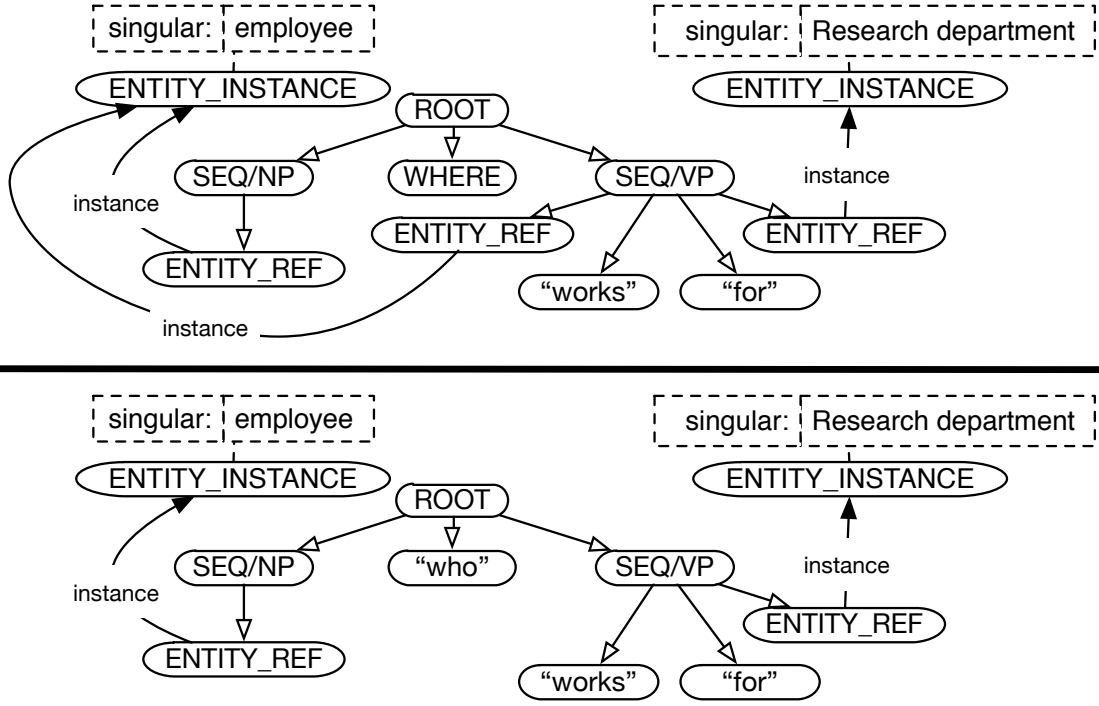 singular: employee
singular: Research department
ENTITY_INSTANCE
ENTITY_INSTANCE
ROOT
SEQ/NP
WHERE
SEQ/VP
instance
instance
ENTITY_REF
ENTITY_REF
ENTITY_REF
“works”
“for”
instance
singular: employee
singular: Research department
ENTITY_INSTANCE
ENTITY_INSTANCE
ROOT
SEQ/NP
“who”
SEQ/VP
instance
instance
ENTITY_REF
ENTITY_REF
“works”
“for”